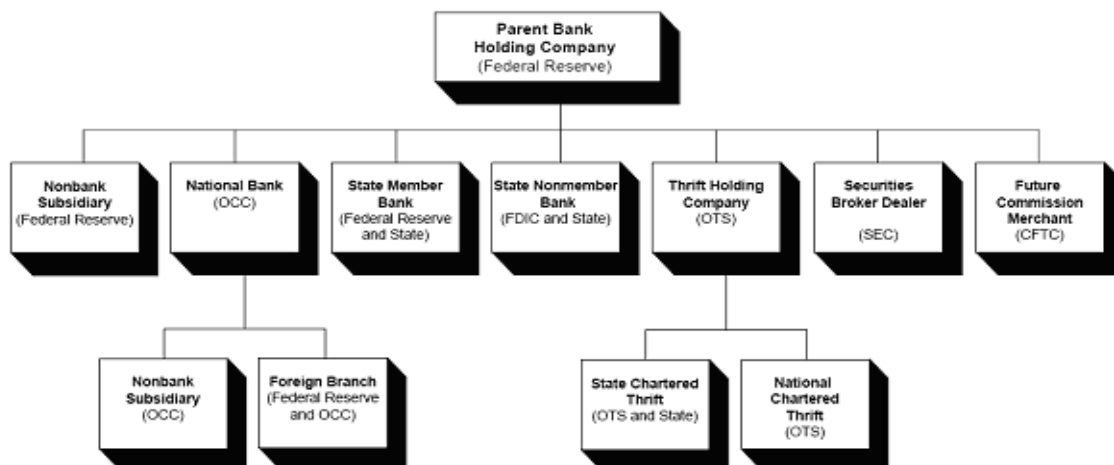 Parent Bank
Holding Company
(Federal Reserve)
Nonbank
Subsidiary
(Federal Reserve)
National Bank
(OCC)
State Member
Bank
(Federal Reserve
and State)
State Nonmember
Bank
(FDIC and State)
Thrift Holding
Company
(OTS)
Securities
Broker Dealer
(SEC)
Future
Commission
Merchant
(CFTC)
Nonbank
Subsidiary
(OCC)
Foreign Branch
(Federal Reserve
and OCC)
State Chartered
Thrift
(OTS and State)
National
Chartered
Thrift
(OTS)